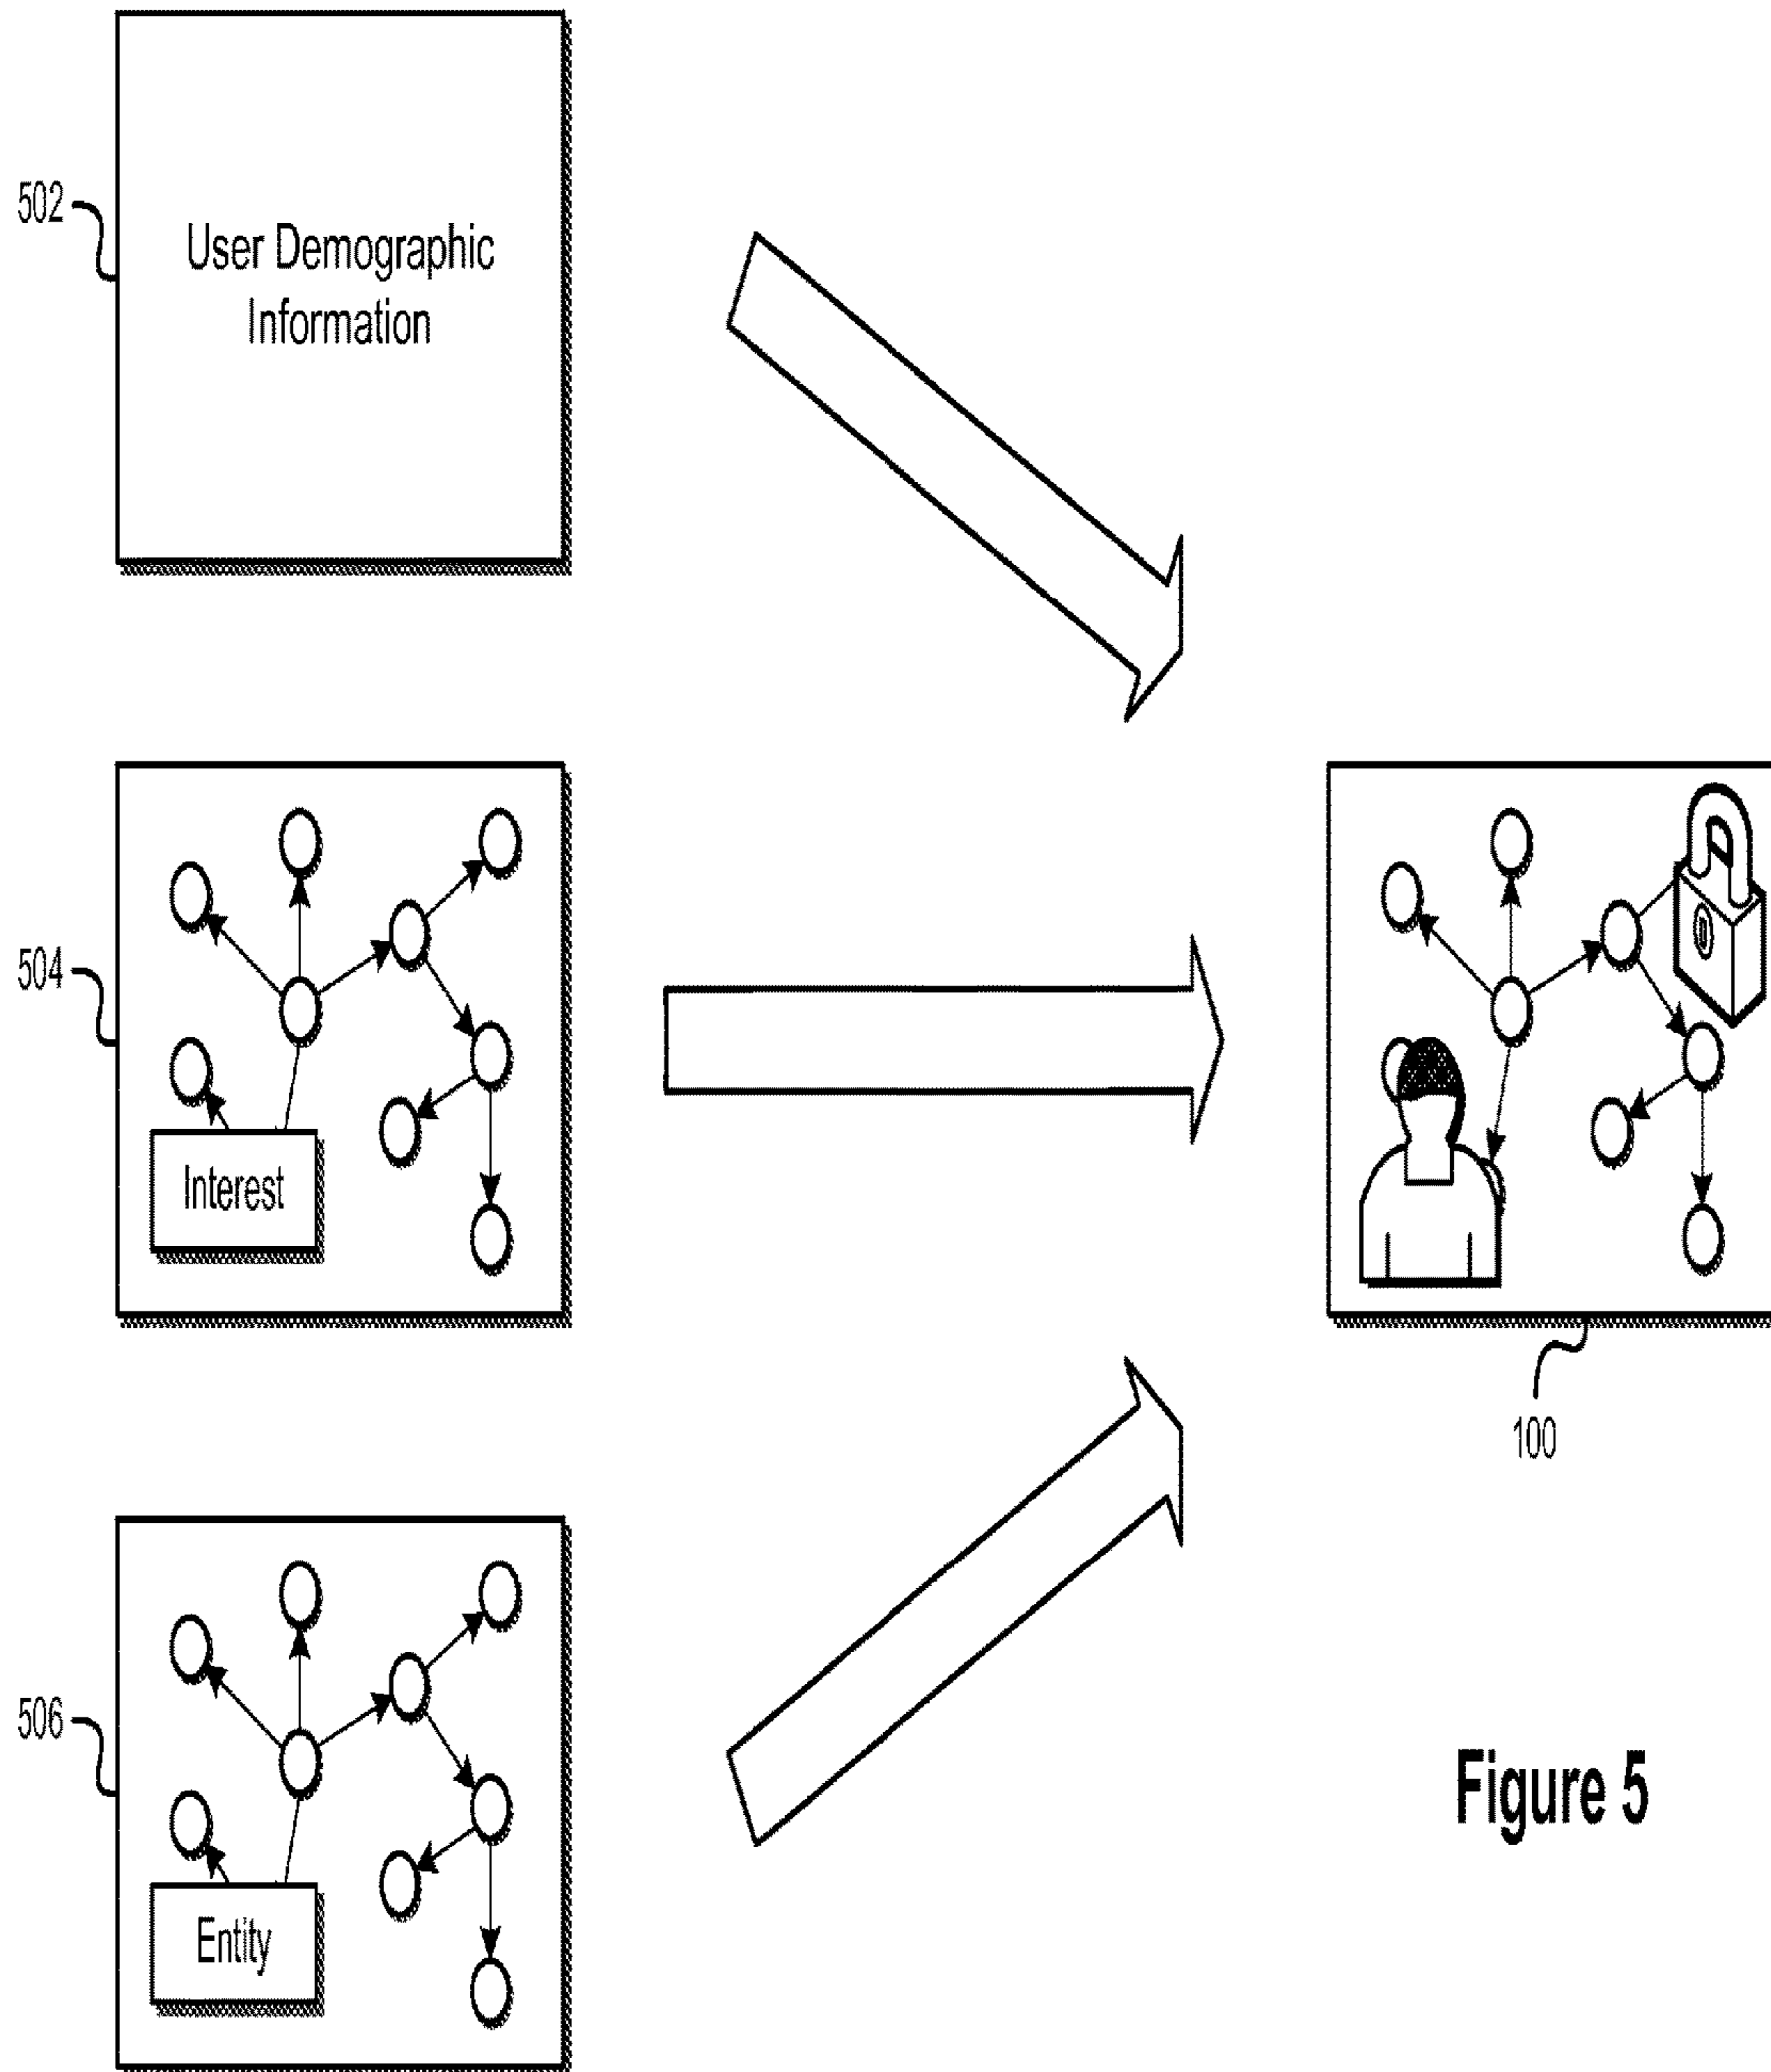 502
User Demographic
Information
504
Interest
100
506
Entity
Figure 5